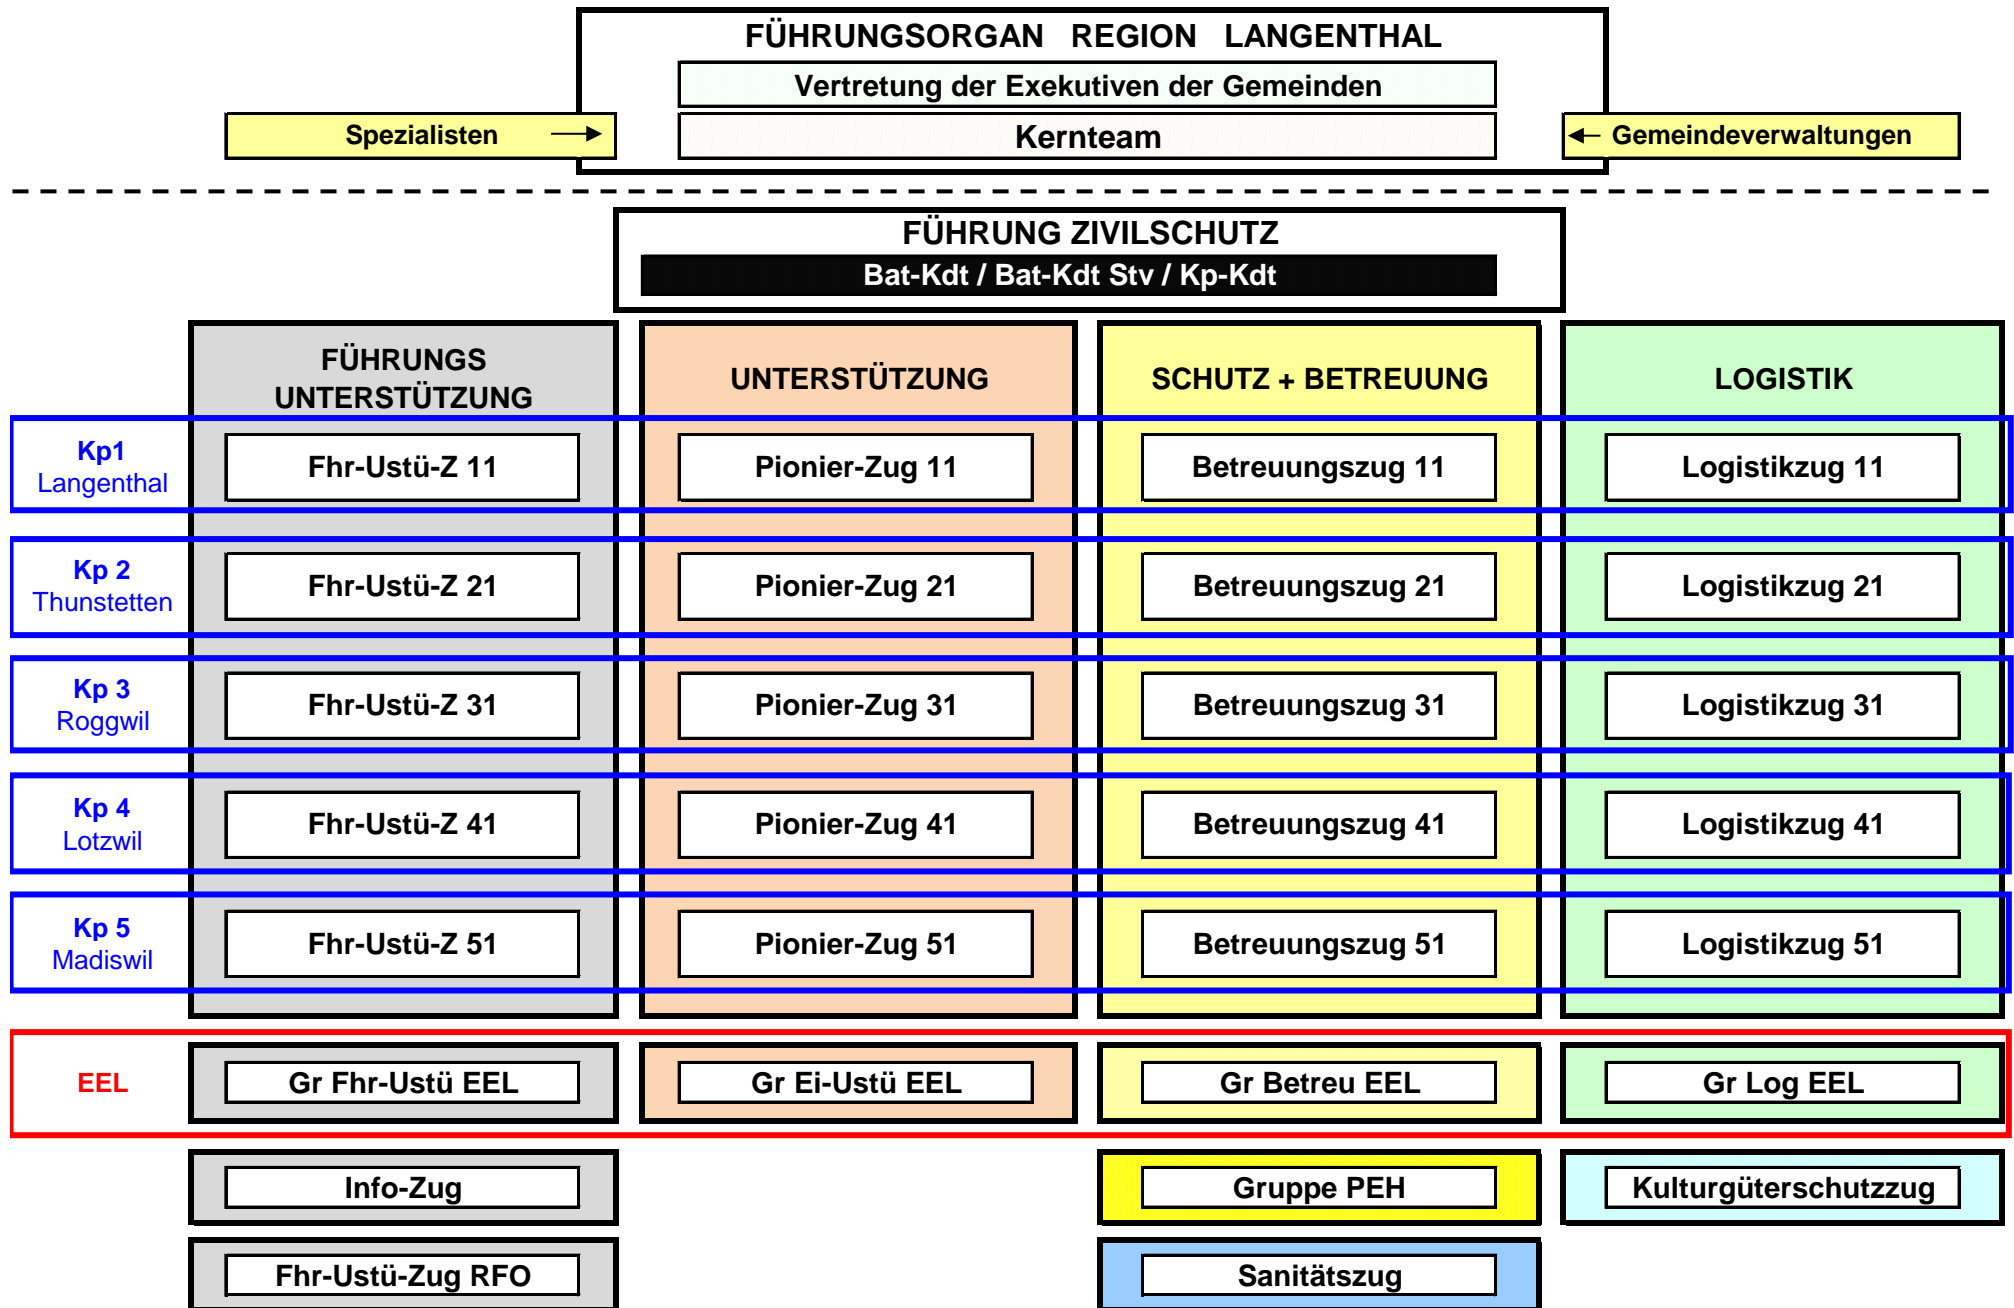 FÜHRUNGSORGAN REGION LANGENTHAL
Vertretung der Exekutiven der Gemeinden
Spezialisten
Kernteam
Gemeindeverwaltungen
FÜHRUNG ZIVILSCHUTZ
Bat-Kdt / Bat-Kdt Stv / Kp-Kdt
FÜHRUNGS
UNTERSTÜTZUNG
UNTERSTÜTZUNG
SCHUTZ + BETREUUNG
LOGISTIK
Kp1
Langenthal
Fhr-Ustü-Z 11
Pionier-Zug 11
Betreuungszug 11
Logistikzug 11
Kp 2
Thunstetten
Fhr-Ustü-Z 21
Pionier-Zug 21
Betreuungszug 21
Logistikzug 21
Kp 3
Roggwil
Fhr-Ustü-Z 31
Pionier-Zug 31
Betreuungszug 31
Logistikzug 31
Kp 4
Lotzwil
Fhr-Ustü-Z 41
Pionier-Zug 41
Betreuungszug 41
Logistikzug 41
Kp 5
Madiswil
Fhr-Ustü-Z 51
Pionier-Zug 51
Betreuungszug 51
Logistikzug 51
EEL
Gr Fhr-Ustü EEL
Gr Ei-Ustü EEL
Gr Betreu EEL
Gr Log EEL
Info-Zug
Gruppe PEH
Kulturgüterschutzzug
Fhr-Ustü-Zug RFO
Sanitätszug